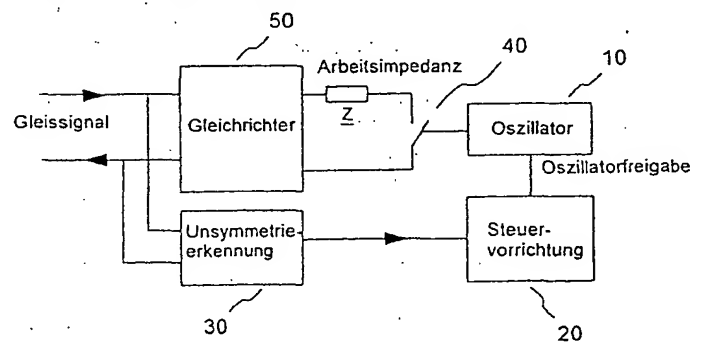 50
Arbeitsimpedanz
40
10
Gleissignal
Gleichrichter
Z
Oszillator
Oszillatorfreigabe
Unsymmetrie-
erkennung
Steuer-
vorrichtung
30
20